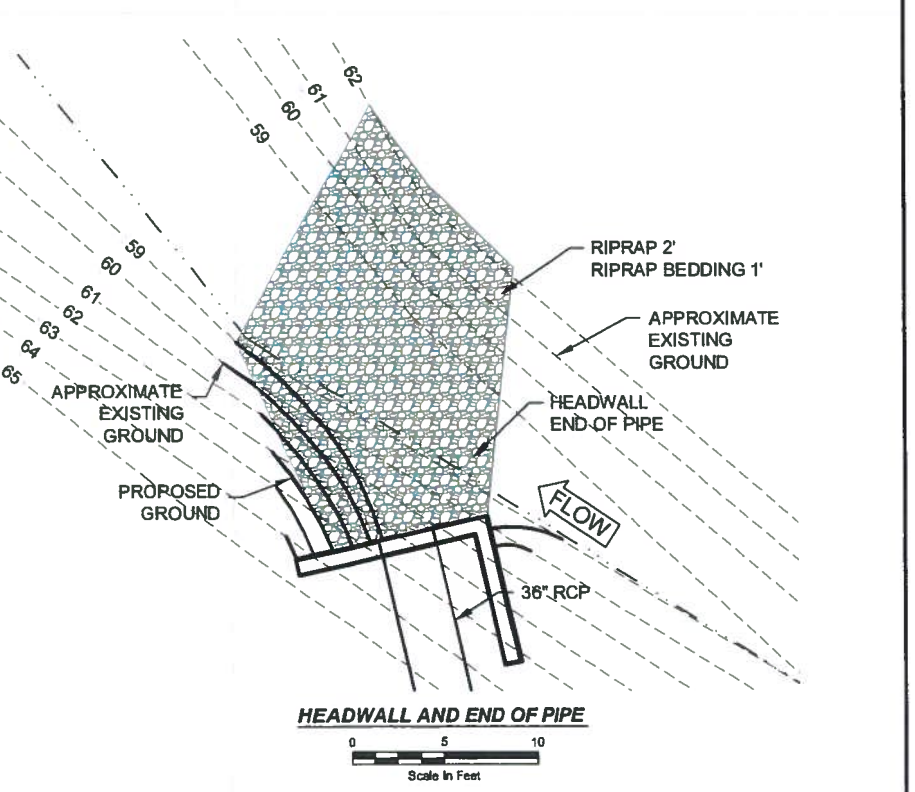 62
61
60
59
59
60
61
62
63
64
65
RIPRAP 2'
RIPRAP BEDDING 1'
APPROXIMATE
EXISTING
GROUND
APPROXIMATE
EXISTING
GROUND
HEADWALL
END OF PIPE
PROPOSED
GROUND
FLOW
36" RCP
HEADWALL AND END OF PIPE
0 5 10
Scale In Feet